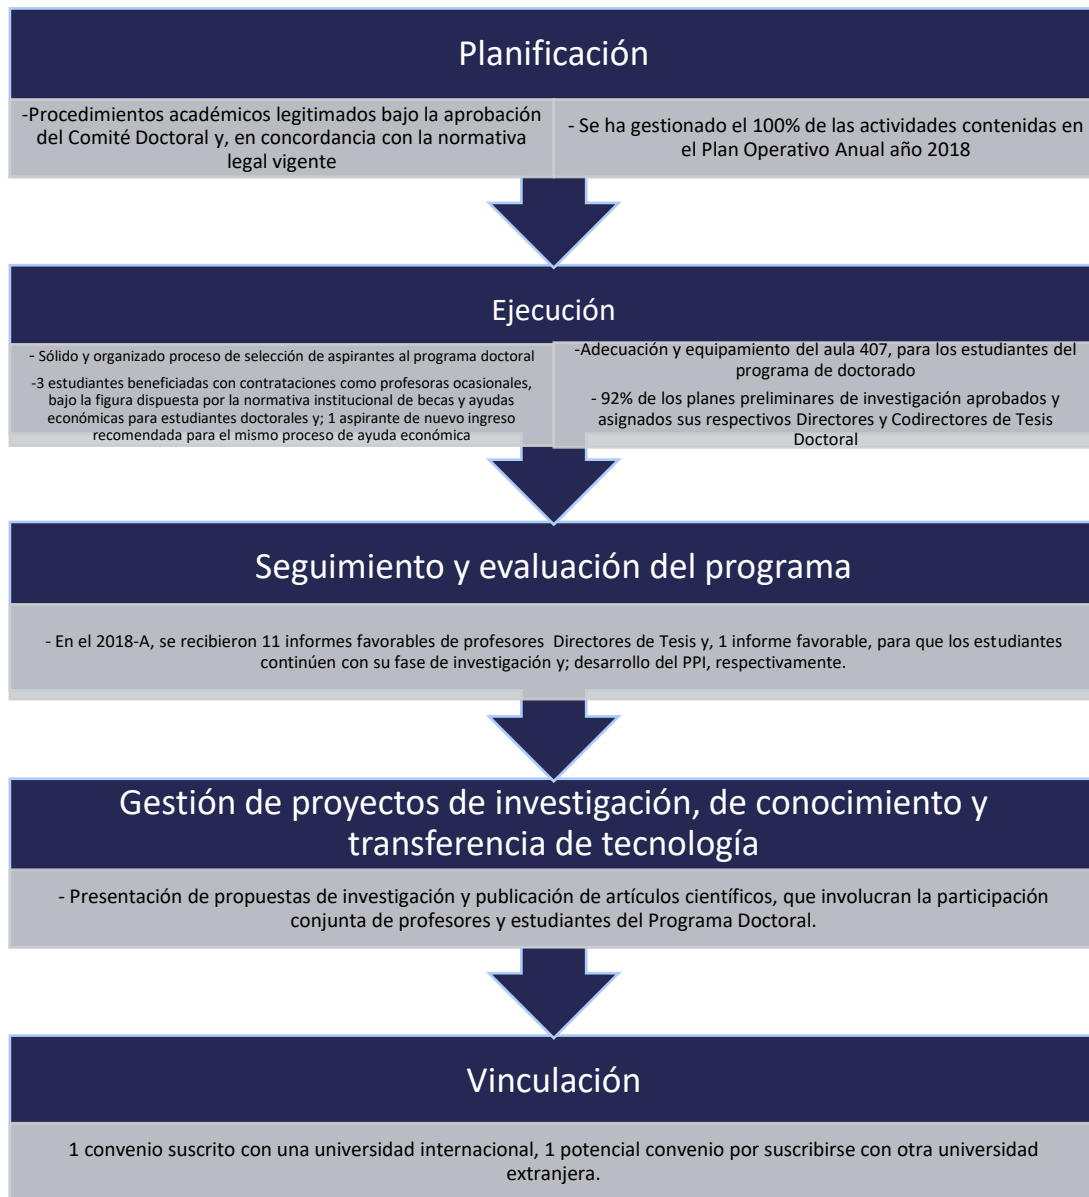 Planificación
-Procedimientos académicos legitimados bajo la aprobación
del Comité Doctoral y, en concordancia con la normativa
legal vigente
- Se ha gestionado el 100% de las actividades contenidas en
el Plan Operativo Anual año 2018
Ejecución
- Sólido y organizado proceso de selección de aspirantes al programa doctoral
-3 estudiantes beneficiadas con contrataciones como profesoras ocasionales,
bajo la figura dispuesta por la normativa institucional de becas y ayudas
económicas para estudiantes doctorales y; 1 aspirante de nuevo ingreso
recomendada para el mismo proceso de ayuda económica
-Adecuación y equipamiento del aula 407, para los estudiantes del
programa de doctorado
- 92% de los planes preliminares de investigación aprobados y
asignados sus respectivos Directores y Codirectores de Tesis
Doctoral
Seguimiento y evaluación del programa
- En el 2018-A, se recibieron 11 informes favorables de profesores Directores de Tesis y, 1 informe favorable, para que los estudiantes
continúen con su fase de investigación y; desarrollo del PPI, respectivamente.
Gestión de proyectos de investigación, de conocimiento y
transferencia de tecnología
- Presentación de propuestas de investigación y publicación de artículos científicos, que involucran la participación
conjunta de profesores y estudiantes del Programa Doctoral.
Vinculación
1 convenio suscrito con una universidad internacional, 1 potencial convenio por suscribirse con otra universidad
extranjera.